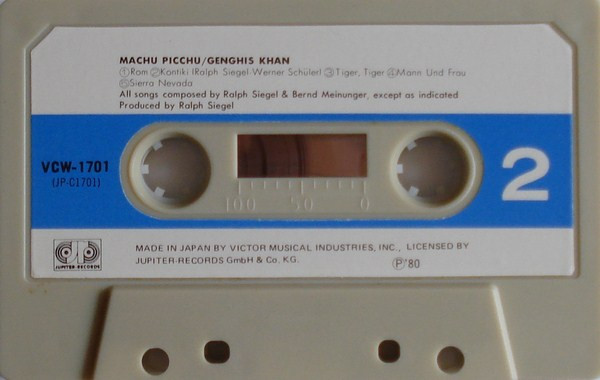 MACHU PICCHU/GENGHIS KHAN
①Rom ②Kontiki (Ralph Siegel-Werner Schüler) ③Tiger, Tiger ④Mann Und Frau
⑤Sierra Nevada
All songs composed by Ralph Siegel & Bernd Meinunger, except as indicated
Produced by Ralph Siegel
VCW-1701
(JP-C1701)
2
100 50 0
JUPITER-RECORDS
MADE IN JAPAN BY VICTOR MUSICAL INDUSTRIES, INC., LICENSED BY
JUPITER-RECORDS GmbH & Co. KG.
Ⓟ'80